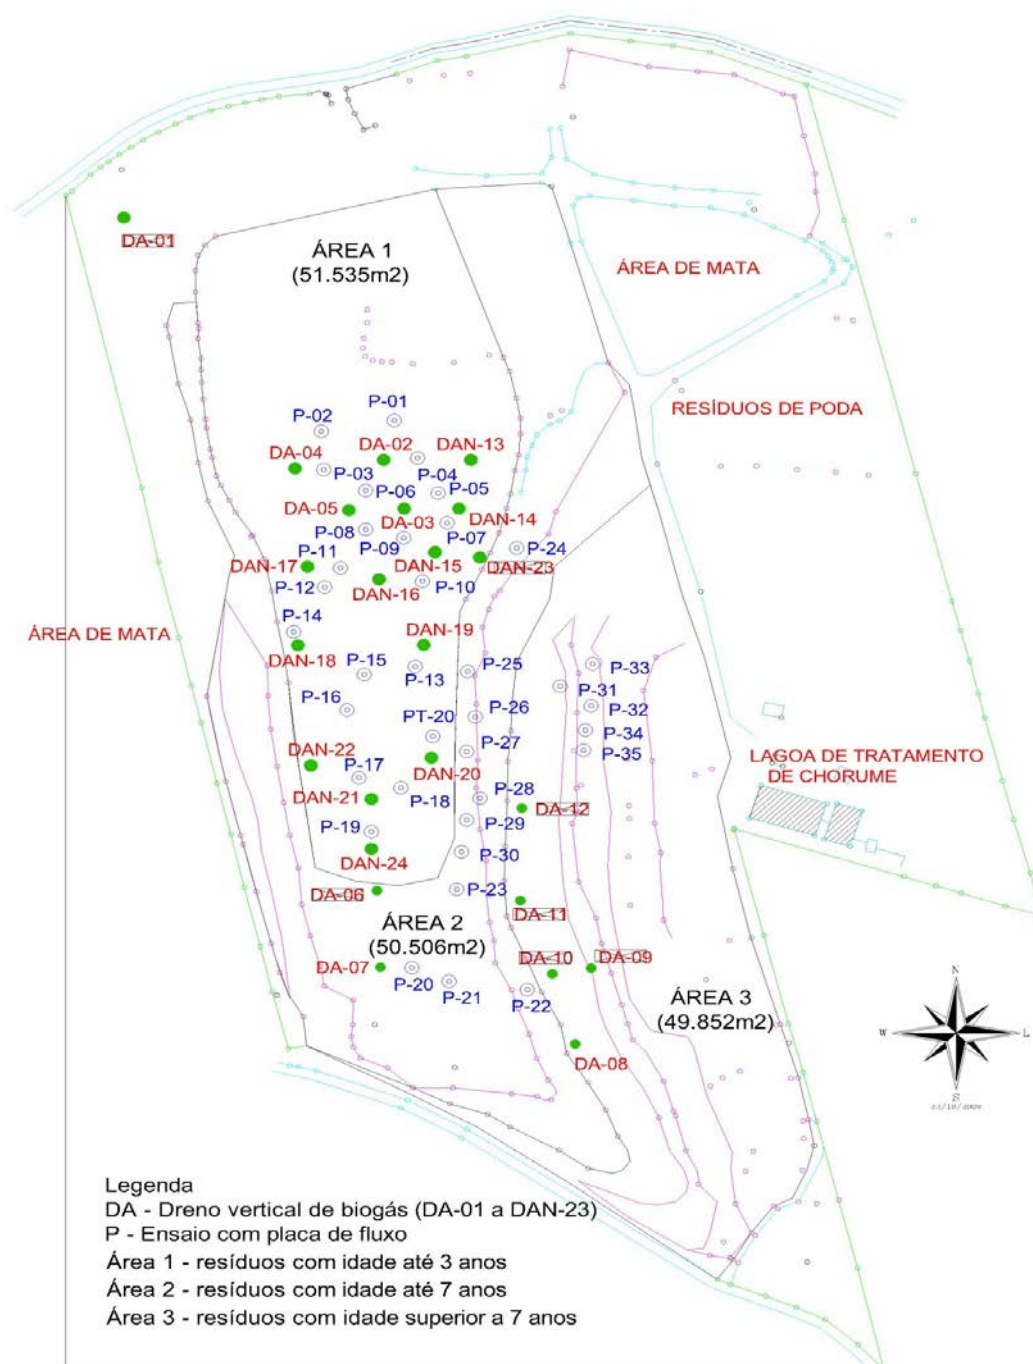 DA-01
ÁREA 1
(51.535m2)
ÁREA DE MATA
RESÍDUOS DE PODA
P-01
P-02
DA-02
DAN-13
DA-04
P-03
P-04
P-06
P-05
DA-05
DA-03
DAN-14
P-08
P-09
P-07
P-24
P-11
DAN-15
DAN-23
DAN-17
DAN-16
P-10
P-12
P-14
ÁREA DE MATA
DAN-19
DAN-18
P-15
P-13
P-25
P-33
P-31
P-16
P-26
P-32
PT-20
P-34
P-27
P-35
DAN-22
P-17
DAN-20
LAGOA DE TRATAMENTO
DE CHORUME
DAN-21
P-18
P-28
DA-12
P-19
P-29
DAN-24
P-30
DA-06
P-23
DA-11
ÁREA 2
(50.506m2)
DA-07
P-20
P-21
DA-10
DA-09
P-22
ÁREA 3
(49.852m2)
DA-08
N
W
L
S
Legenda
DA - Dreno vertical de biogás (DA-01 a DAN-23)
P - Ensaio com placa de fluxo
Área 1 - resíduos com idade até 3 anos
Área 2 - resíduos com idade até 7 anos
Área 3 - resíduos com idade superior a 7 anos